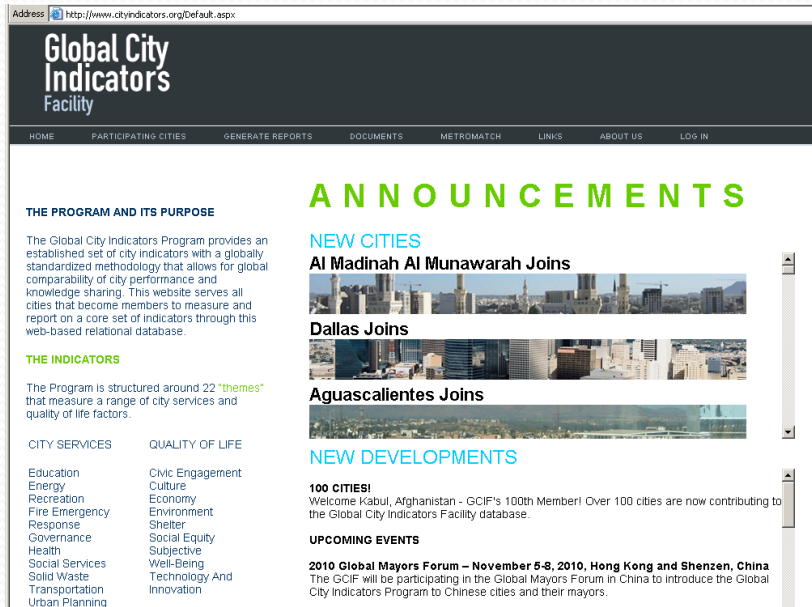 Address http://www.cityindicators.org/Default.aspx
Global City
Indicators
Facility
HOME PARTICIPATING CITIES GENERATE REPORTS DOCUMENTS METROMATCH LINKS ABOUT US LOG IN
THE PROGRAM AND ITS PURPOSE
The Global City Indicators Program provides an
established set of city indicators with a globally
standardized methodology that allows for global
comparability of city performance and
knowledge sharing. This website serves all
cities that become members to measure and
report on a core set of indicators through this
web-based relational database.
THE INDICATORS
The Program is structured around 22 "themes"
that measure a range of city services and
quality of life factors.
CITY SERVICES
Education
Energy
Recreation
Fire Emergency
Response
Governance
Health
Social Services
Solid Waste
Transportation
Urban Planning
QUALITY OF LIFE
Civic Engagement
Culture
Economy
Environment
Shelter
Social Equity
Subjective
Well-Being
Technology And
Innovation
ANNOUNCEMENTS
NEW CITIES
Al Madinah Al Munawarah Joins
Dallas Joins
Aguascalientes Joins
NEW DEVELOPMENTS
100 CITIES!
Welcome Kabul, Afghanistan - GCIF's 100th Member! Over 100 cities are now contributing to
the Global City Indicators Facility database.
UPCOMING EVENTS
2010 Global Mayors Forum – November 5-8, 2010, Hong Kong and Shenzen, China
The GCIF will be participating in the Global Mayors Forum in China to introduce the Global
City Indicators Program to Chinese cities and their mayors.